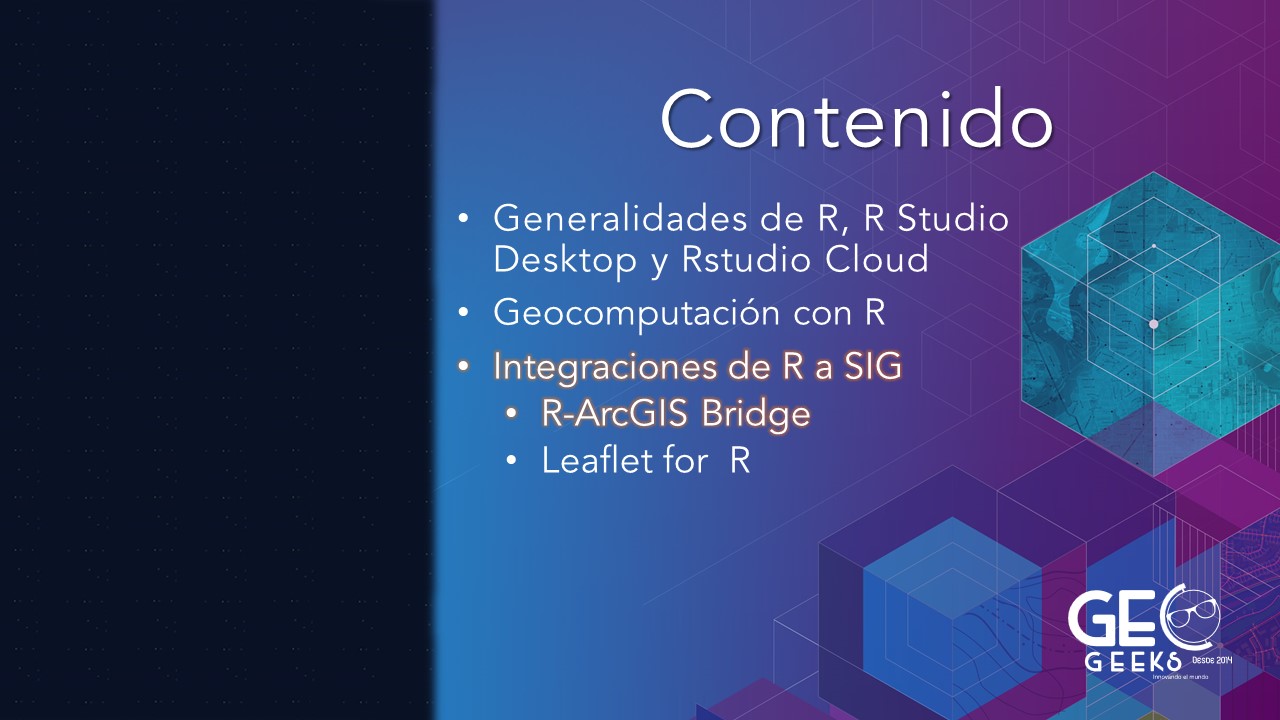 Contenido
• Generalidades de R, R Studio
Desktop y Rstudio Cloud
• Geocomputación con R
• Integraciones de R a SIG
• R-ArcGIS Bridge
• Leaflet for R
GEO
GEEKS Desde 2014
Innovando el mundo